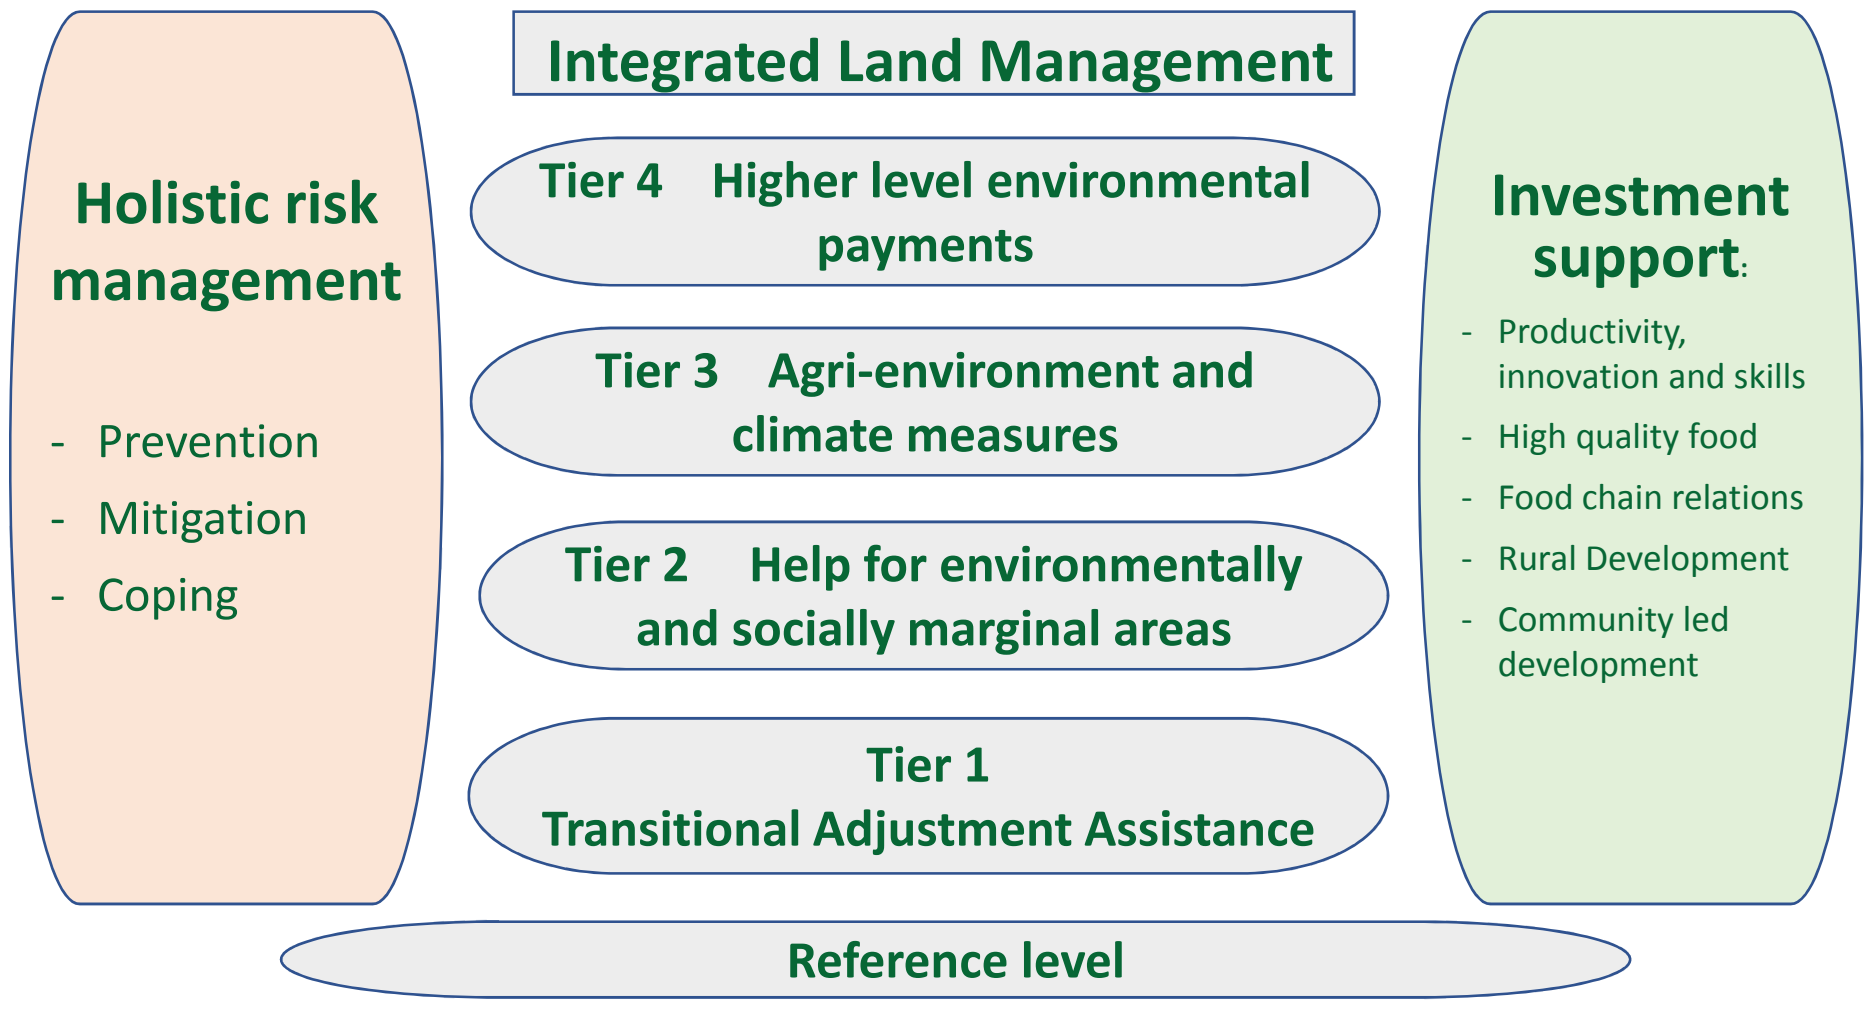 Holistic risk
management
- Prevention
- Mitigation
- Coping
Integrated Land Management
Tier 4 Higher level environmental
payments
Tier 3 Agri-environment and
climate measures
Tier 2 Help for environmentally
and socially marginal areas
Tier 1
Transitional Adjustment Assistance
Investment
support:
- Productivity,
innovation and skills
- High quality food
- Food chain relations
- Rural Development
- Community led
development
Reference level